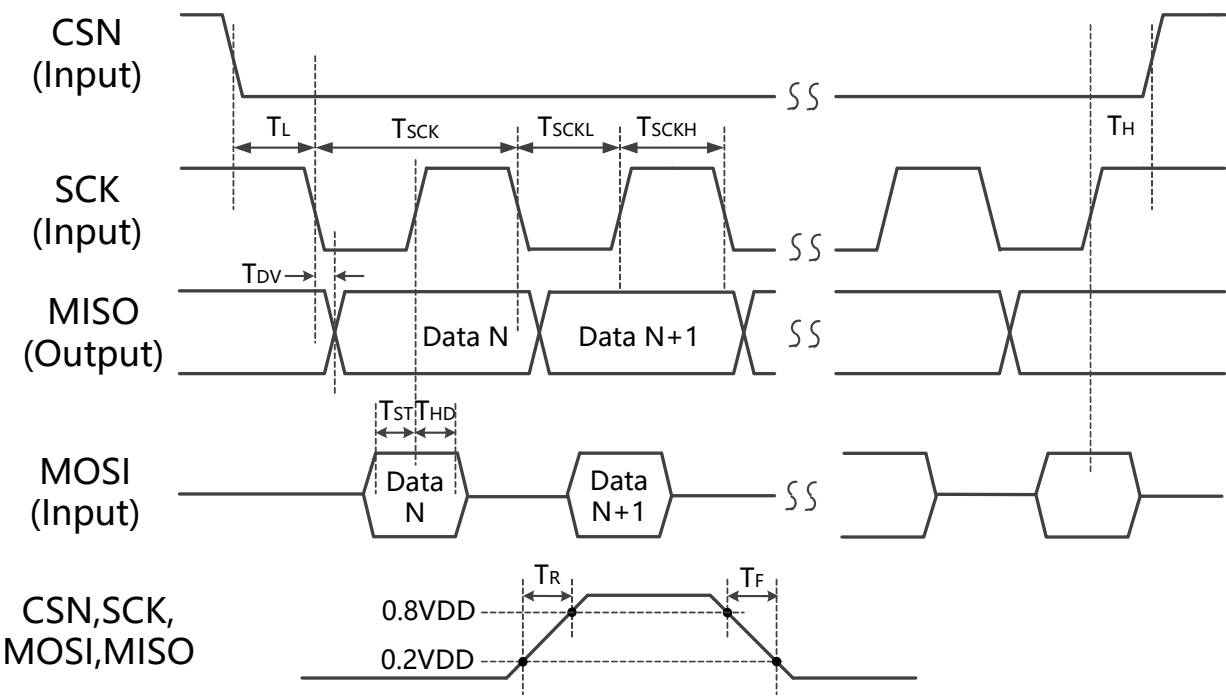 CSN
(Input)
TL
TSCK
TSCKL
TSCKH
TH
SCK
(Input)
TDV
MISO
(Output)
Data N
Data N+1
TST
THD
MOSI
(Input)
Data
N
Data
N+1
TR
TF
CSN,SCK,
MOSI,MISO
0.8VDD
0.2VDD